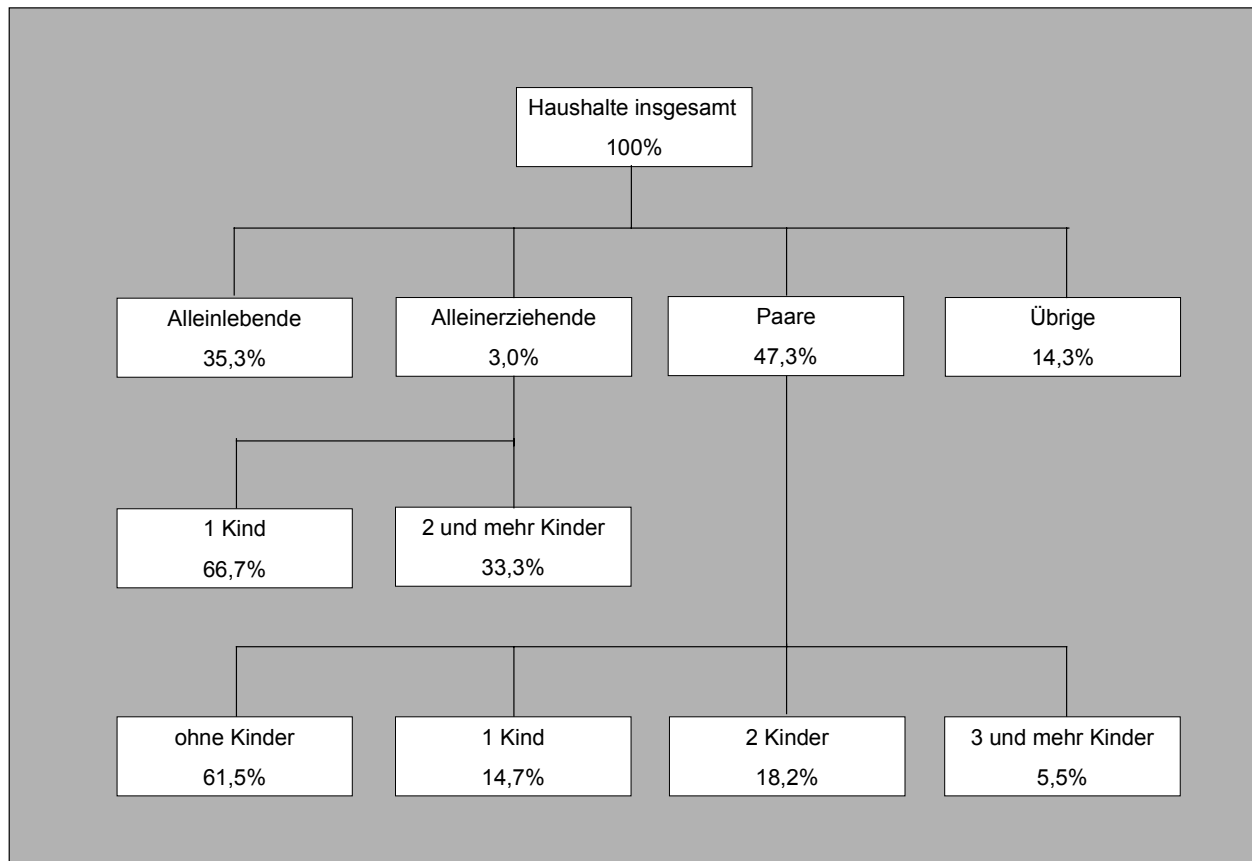 Haushalte insgesamt
100%
Alleinlebende
35,3%
Alleinerziehende
3,0%
Paare
47,3%
Übrige
14,3%
1 Kind
66,7%
2 und mehr Kinder
33,3%
ohne Kinder
61,5%
1 Kind
14,7%
2 Kinder
18,2%
3 und mehr Kinder
5,5%